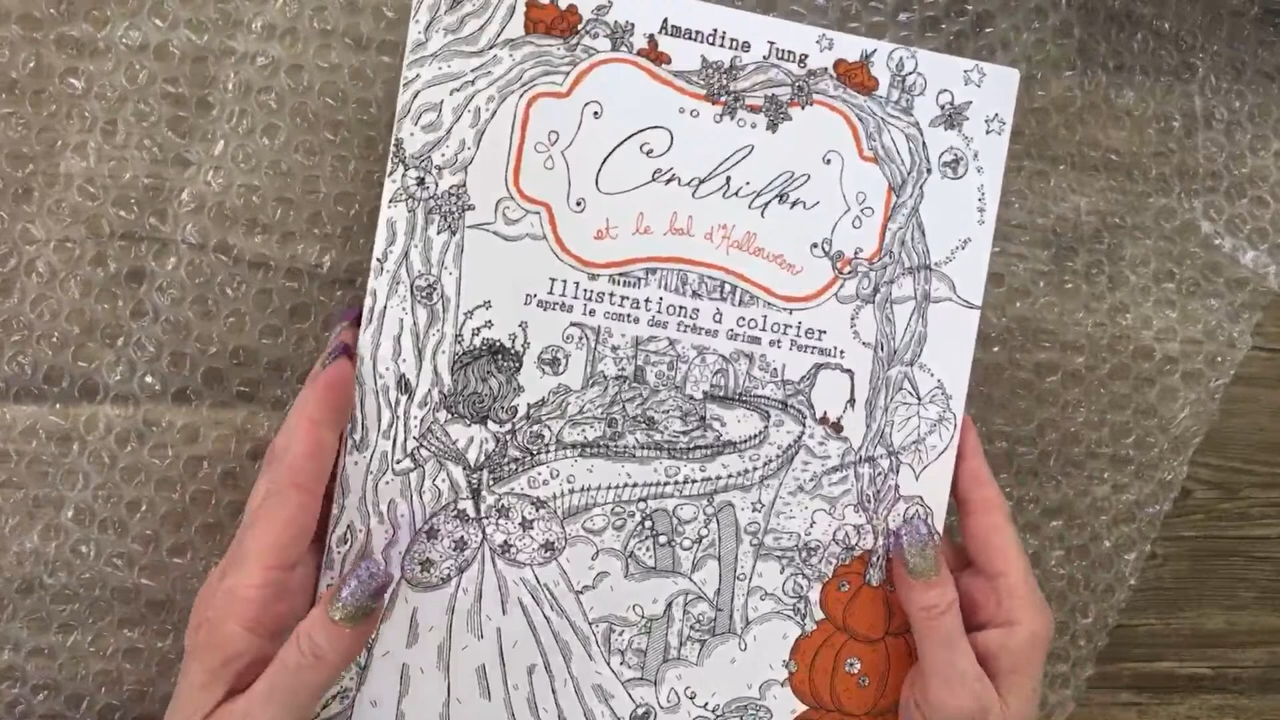 Amandine Jung
Cendrillon
et le bal d'Halloween
Illustrations à colorier
D'après le conte des frères Grimm et Perrault